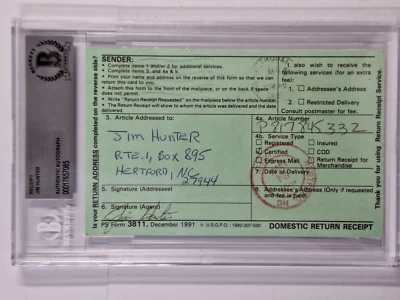 BECKETT
RECEIPT
JIM HUNTER
AUTHENTIC AUTOGRAPH
Is your RETURN ADDRESS completed on the reverse side?
SENDER:
• Complete items 1 and/or 2 for additional services.
• Complete items 3, and 4a & b.
• Print your name and address on the reverse of this form so that we can
return this card to you.
• Attach this form to the front of the mailpiece, or on the back if space
does not permit.
• Write "Return Receipt Requested" on the mailpiece below the article number.
• The Return Receipt will show to whom the article was delivered and the date
delivered.
I also wish to receive the
following services (for an extra
fee):
1. Addressee's Address
2. Restricted Delivery
Consult postmaster for fee.
3. Article Addressed to:
JIM HUNTER
RTE. 1, BOX 895
HERTFORD, NC
27944
4a. Article Number
4b. Service Type
Registered Insured
Certified COD
Express Mail Return Receipt for
Merchandise
7. Date of Delivery
5. Signature (Addressee)
8. Addressee's Address (Only if requested
and fee is paid)
6. Signature (Agent)
Jim Hunter
PS Form 3811, December 1991
DOMESTIC RETURN RECEIPT
Thank you for using Return Receipt Service.